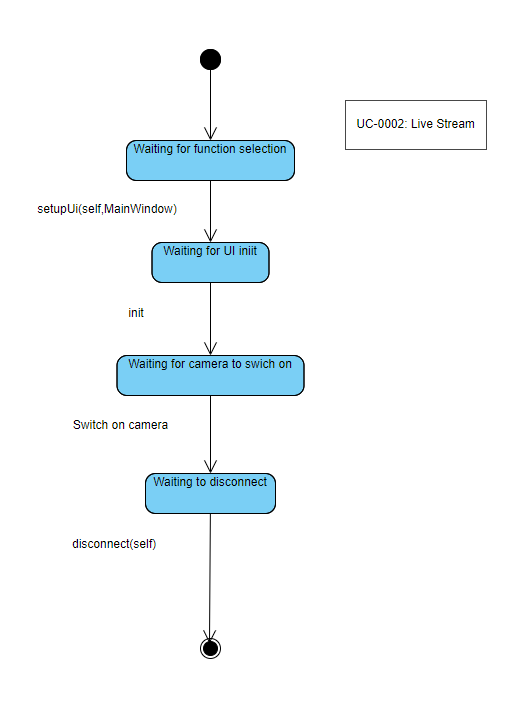 UC-0002: Live Stream
Waiting for function selection
setupUi(self,MainWindow)
Waiting for UI iniit
init
Waiting for camera to swich on
Switch on camera
Waiting to disconnect
disconnect(self)